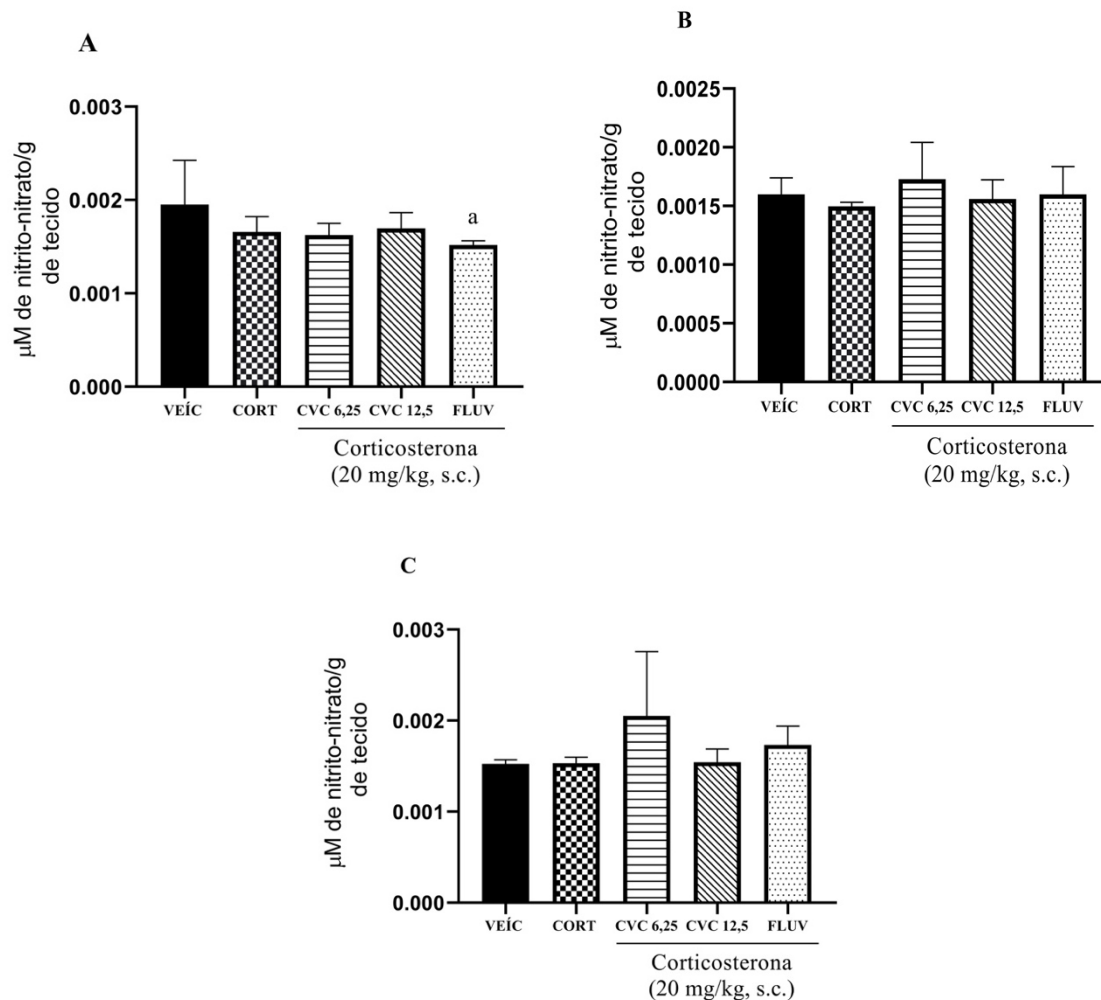 A
0.003
0.002
0.001
0.000
µM de nitrito-nitrato/g
de tecido
a
VEÍC CORT CVC 6,25 CVC 12,5 FLUV
Corticosterona
(20 mg/kg, s.c.)
B
0.0025
0.0020
0.0015
0.0010
0.0005
0.0000
µM de nitrito-nitrato/g
de tecido
VEÍC CORT CVC 6,25 CVC 12,5 FLUV
Corticosterona
(20 mg/kg, s.c.)
C
0.003
0.002
0.001
0.000
µM de nitrito-nitrato/g
de tecido
VEÍC CORT CVC 6,25 CVC 12,5 FLUV
Corticosterona
(20 mg/kg, s.c.)